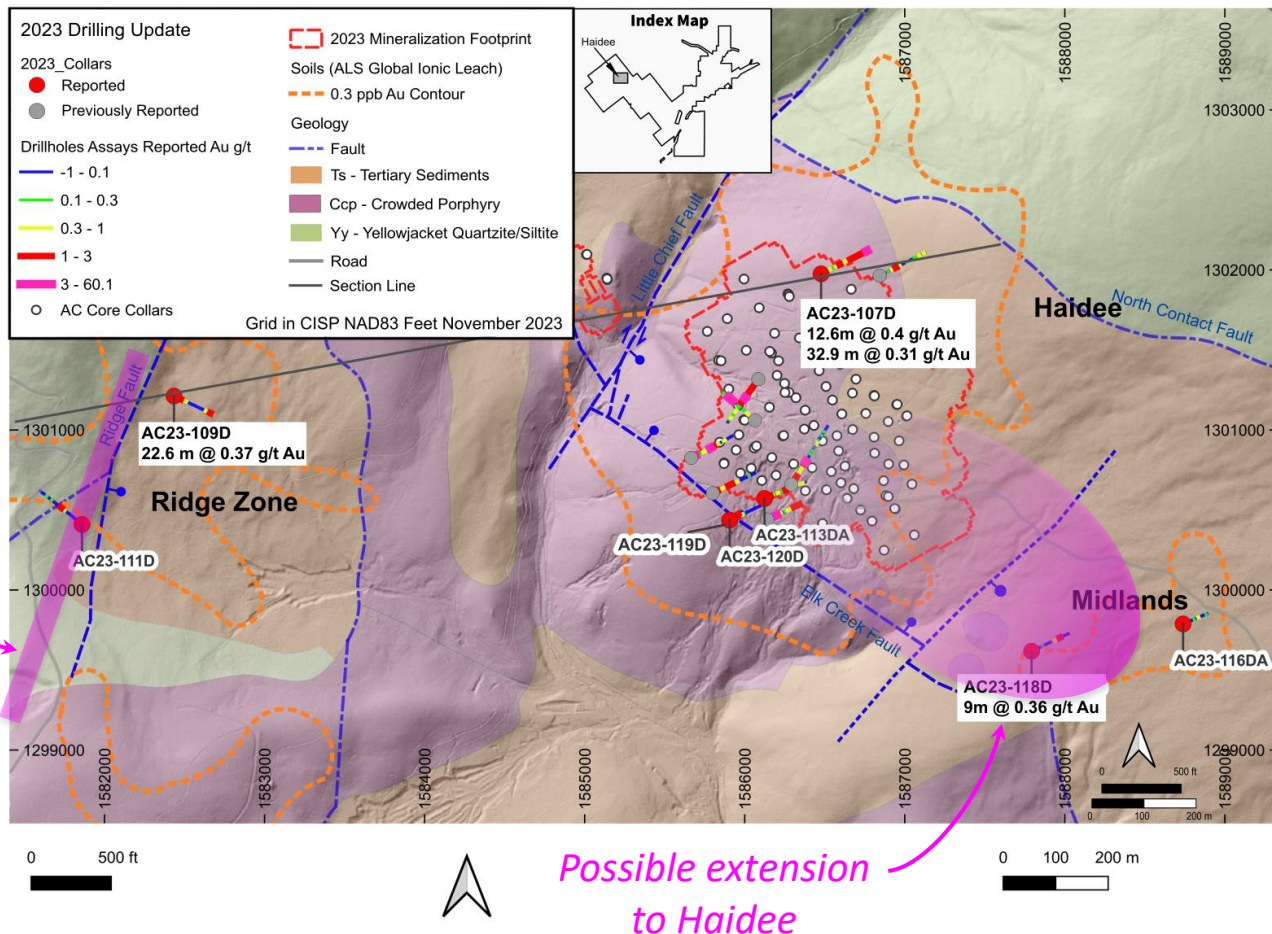 2023 Drilling Update
2023_Collars
Reported
Previously Reported
Drillholes Assays Reported Au g/t
-1 - 0.1
0.1 - 0.3
0.3 - 1
1 - 3
3 - 60.1
AC Core Collars
2023 Mineralization Footprint
Soils (ALS Global Ionic Leach)
0.3 ppb Au Contour
Geology
Fault
Ts - Tertiary Sediments
Ccp - Crowded Porphyry
Yy - Yellowjacket Quartzite/Siltite
Road
Section Line
Grid in CISP NAD83 Feet November 2023
Index Map
Haidee
1587000
1588000
1589000
1303000
1302000
1302000
Little Chief Fault
North Contact Fault
Haidee
AC23-107D
12.6m @ 0.4 g/t Au
32.9 m @ 0.31 g/t Au
Ridge Fault
1301000
1301000
AC23-109D
22.6 m @ 0.37 g/t Au
Ridge Zone
AC23-111D
AC23-119D
AC23-113DA
AC23-120D
1300000
1300000
Elk Creek Fault
Midlands
AC23-116DA
AC23-118D
9m @ 0.36 g/t Au
1299000
1299000
1582000
1583000
1584000
1585000
1586000
1587000
1588000
1589000
0 500 ft
0 100 200 m
0 500 ft
0 100 200 m
Possible extension
to Haidee